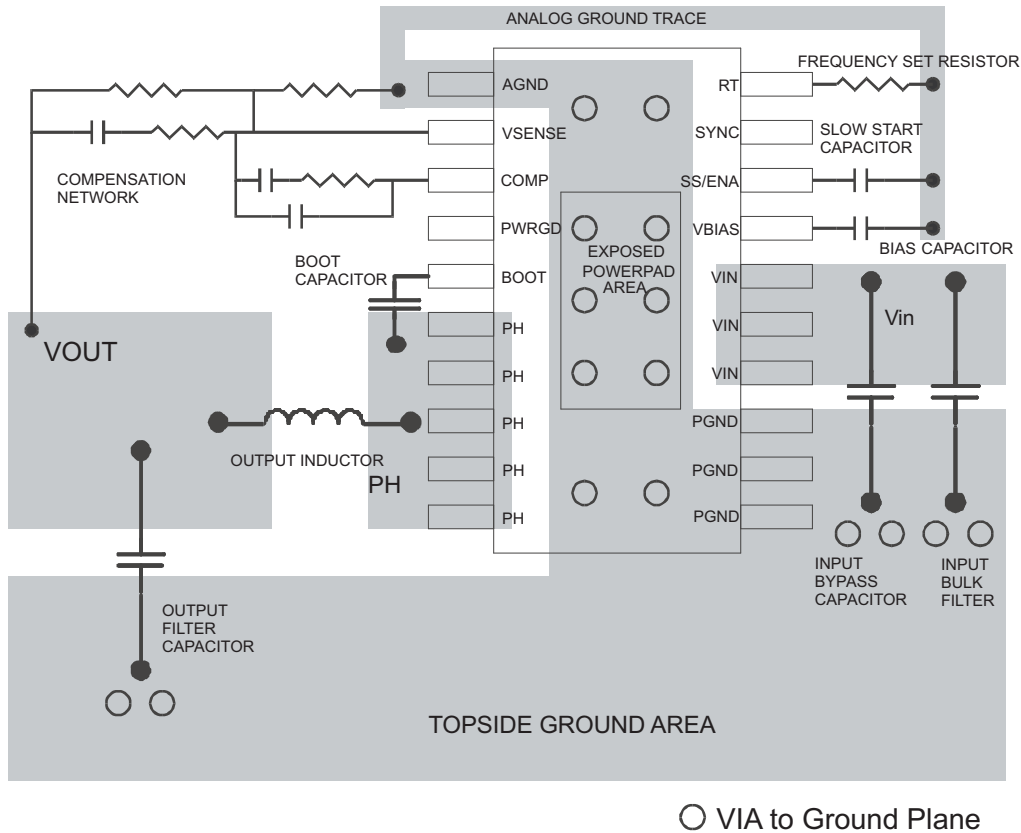 ANALOG GROUND TRACE
FREQUENCY SET RESISTOR
AGND
RT
VSENSE
SYNC
SLOW START
CAPACITOR
COMPENSATION
NETWORK
COMP
SS/ENA
PWRGD
VBIAS
BIAS CAPACITOR
EXPOSED
POWERPAD
AREA
BOOT
CAPACITOR
BOOT
VIN
PH
VIN
Vin
VOUT
PH
VIN
PH
PGND
OUTPUT INDUCTOR
PH
PH
PGND
PH
PGND
INPUT
BYPASS
CAPACITOR
INPUT
BULK
FILTER
OUTPUT
FILTER
CAPACITOR
TOPSIDE GROUND AREA
VIA to Ground Plane